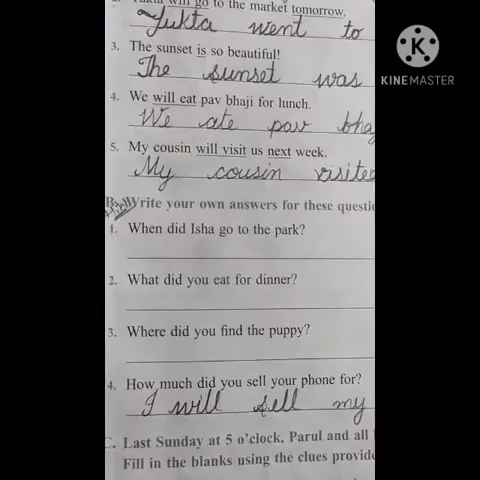 will go to the market tomorrow.
Yukta went to
3. The sunset is so beautiful!
The sunset was
4. We will eat pav bhaji for lunch.
We ate pav bha
5. My cousin will visit us next week.
My cousin visited
B. Write your own answers for these questi
1. When did Isha go to the park?
2. What did you eat for dinner?
3. Where did you find the puppy?
4. How much did you sell your phone for?
I will sell my
C. Last Sunday at 5 o'clock, Parul and all
Fill in the blanks using the clues provid
KINEMASTER